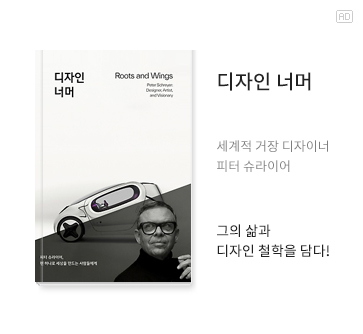 AD
디자인
너머
Roots and Wings
Peter Schreyer:
Designer, Artist,
and Visionary
피터 슈라이어,
펜 하나로 세상을 만드는 사람들에게
디자인 너머
세계적 거장 디자이너
피터 슈라이어
그의 삶과
디자인 철학을 담다!